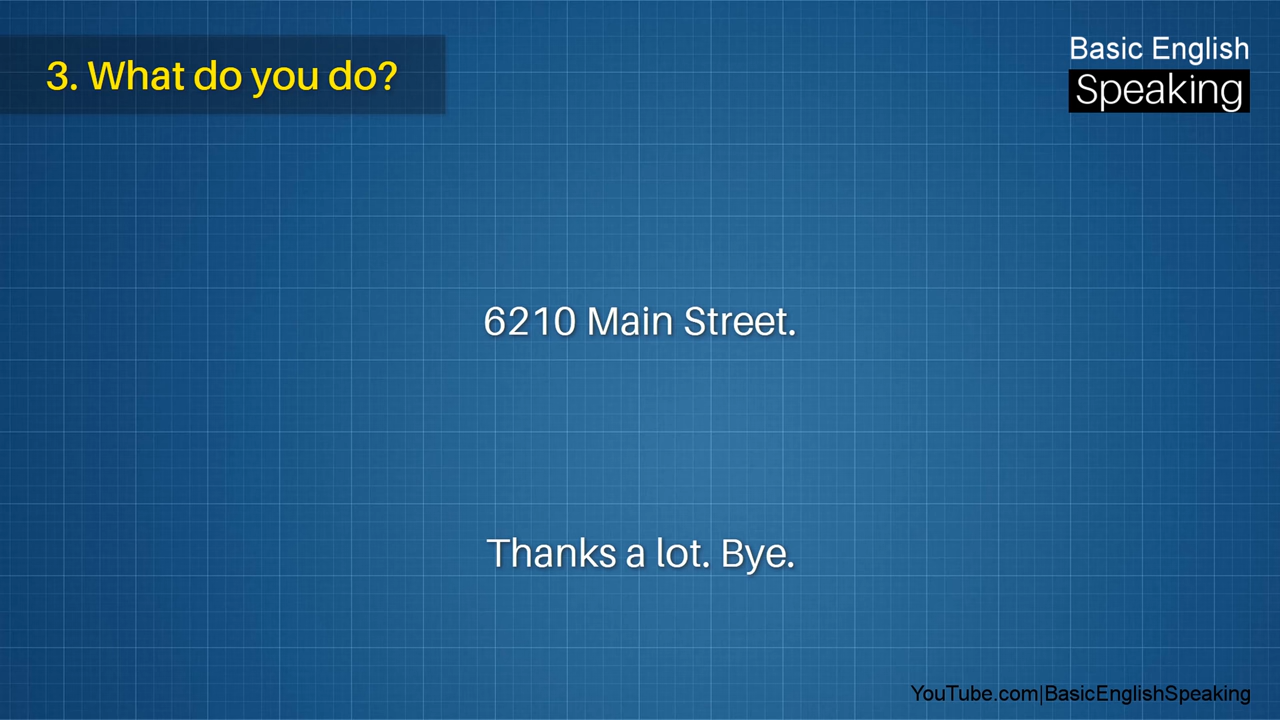 3. What do you do?
Basic English
Speaking
6210 Main Street.
Thanks a lot. Bye.
YouTube.com|BasicEnglishSpeaking